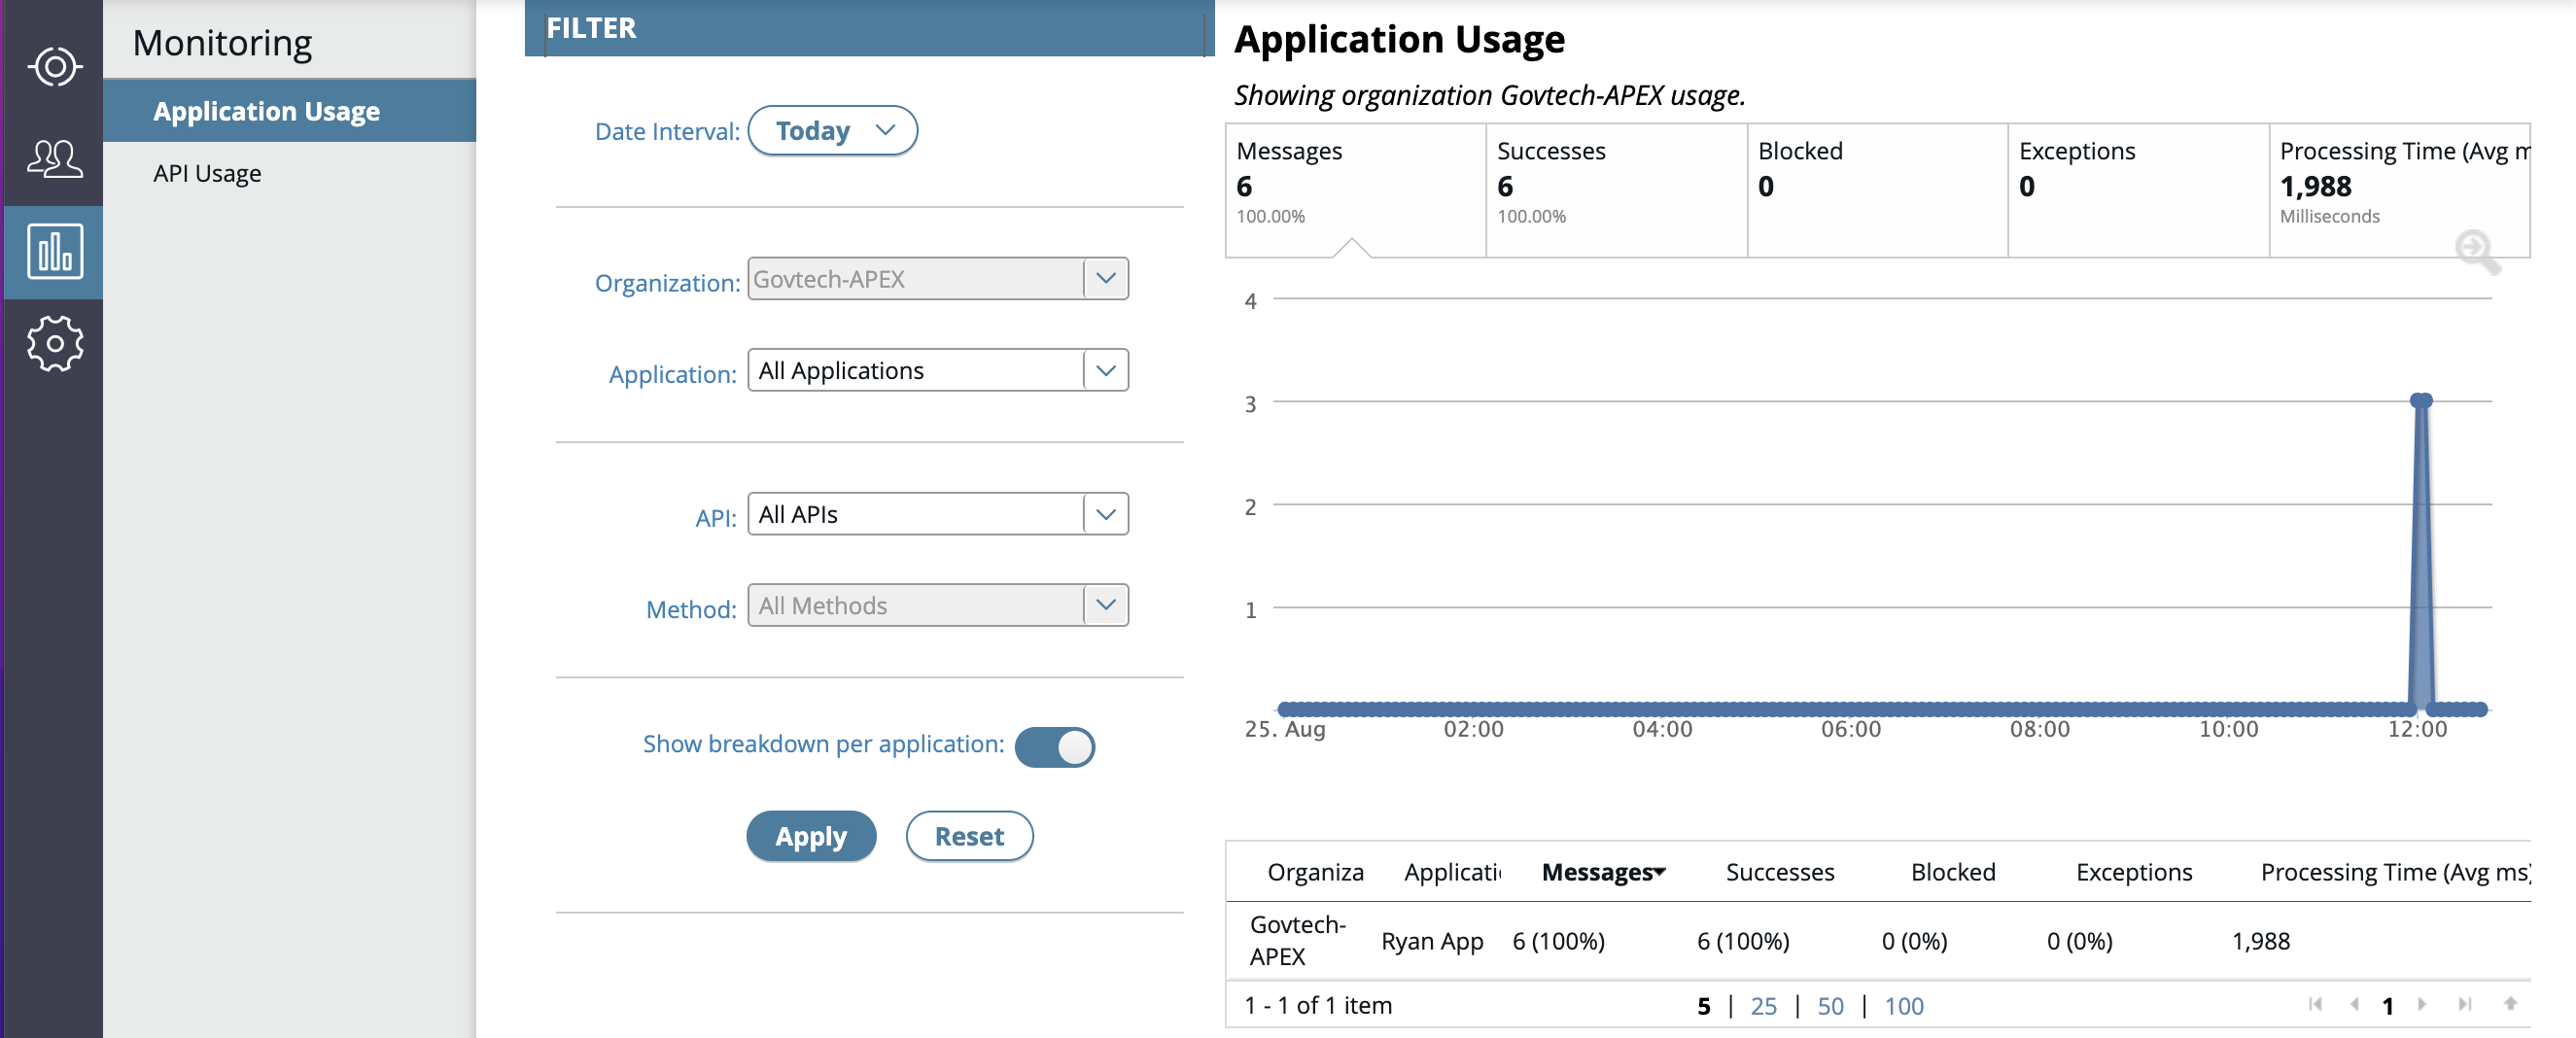 Monitoring
Application Usage
API Usage
FILTER
Date Interval: Today
Organization: Govtech-APEX
Application: All Applications
API: All APIs
Method: All Methods
Show breakdown per application:
Apply Reset
Application Usage
Showing organization Govtech-APEX usage.
Messages Successes Blocked Exceptions Processing Time (Avg m
6 6 0 0 1,988
100.00% 100.00% Milliseconds
4
3
2
1
25. Aug 02:00 04:00 06:00 08:00 10:00 12:00
Organiza Applicati Messages Successes Blocked Exceptions Processing Time (Avg ms)
Govtech-
APEX Ryan App 6 (100%) 6 (100%) 0 (0%) 0 (0%) 1,988
1 - 1 of 1 item 5 | 25 | 50 | 100 1